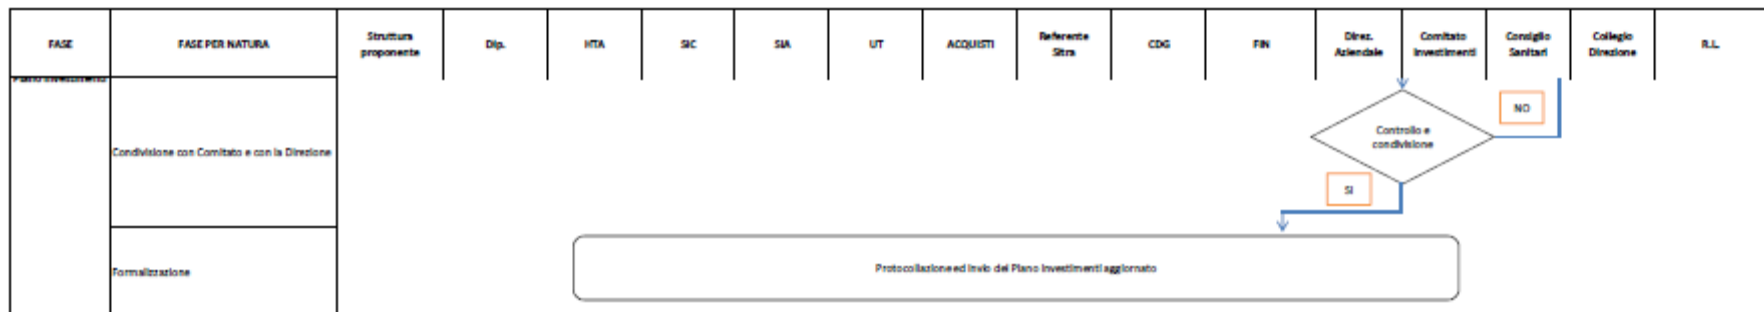 FASE
FASE PER NATURA
Struttura
proponente
Dip.
HTA
SIC
SIA
UT
ACQUISTI
Referente
Sitra
CDG
FIN
Direz.
Aziendale
Comitato
Investimenti
Consiglio
Sanitari
Collegio
Direzione
R.L.
Piano Investimento
Condivisione con Comitato e con la Direzione
Controllo e
condivisione
NO
SI
Formalizzazione
Protocollazione ed invio del Piano Investimenti aggiornato